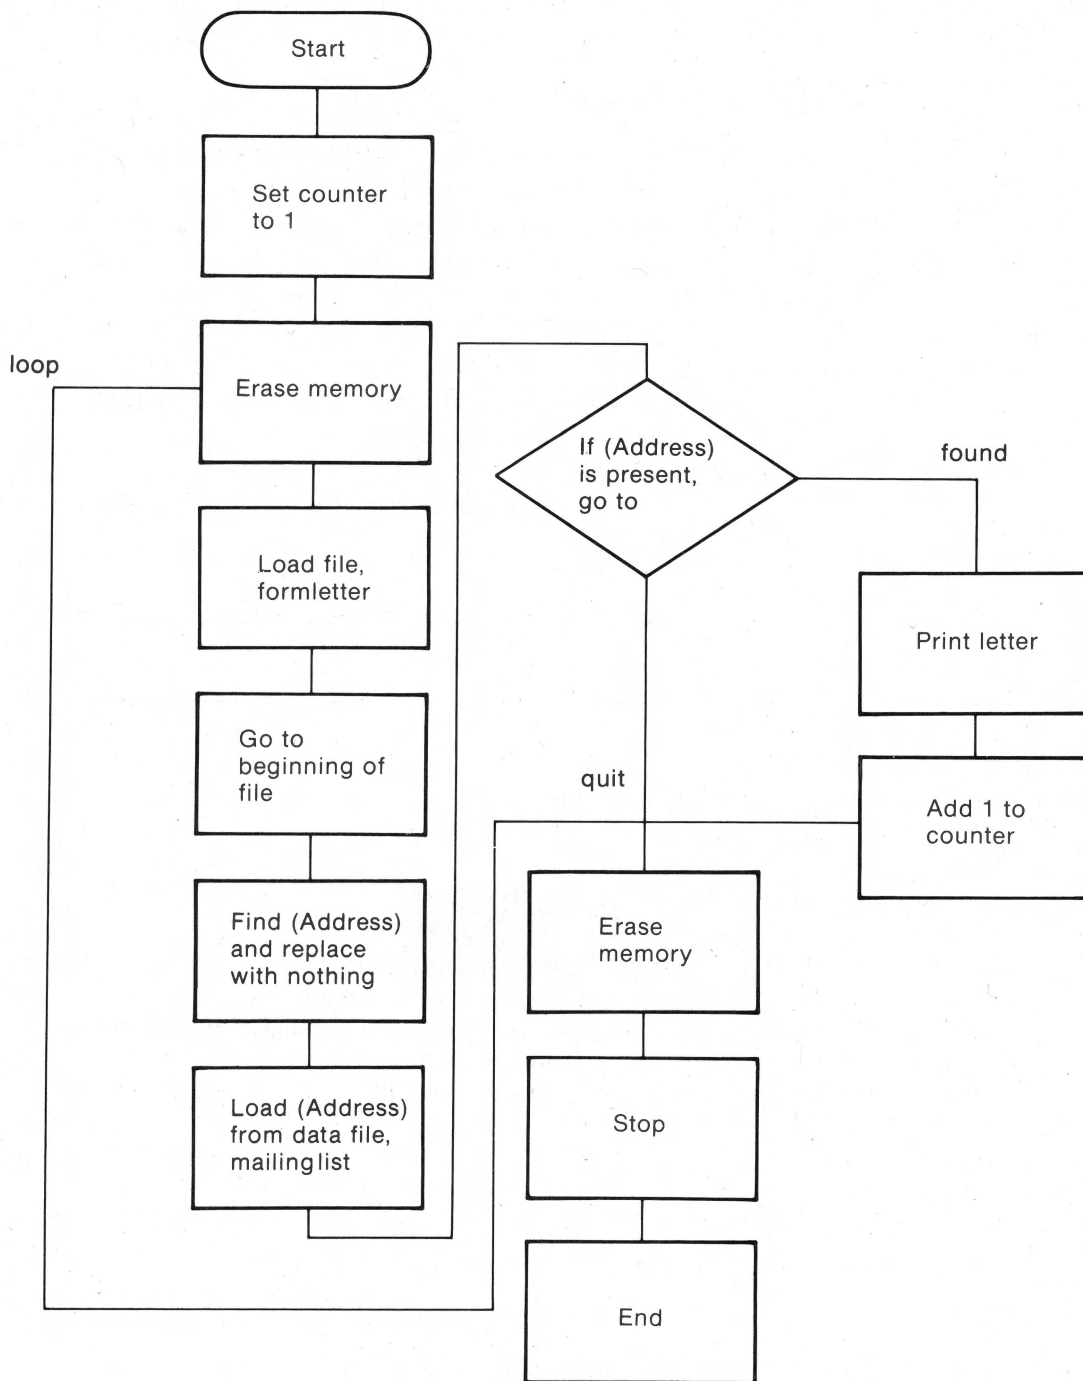 Start
Set counter
to 1
loop
Erase memory
Load file,
formletter
Go to
beginning of
file
Find (Address)
and replace
with nothing
Load (Address)
from data file,
mailinglist
If (Address)
is present,
go to
found
Print letter
Add 1 to
counter
quit
Erase
memory
Stop
End